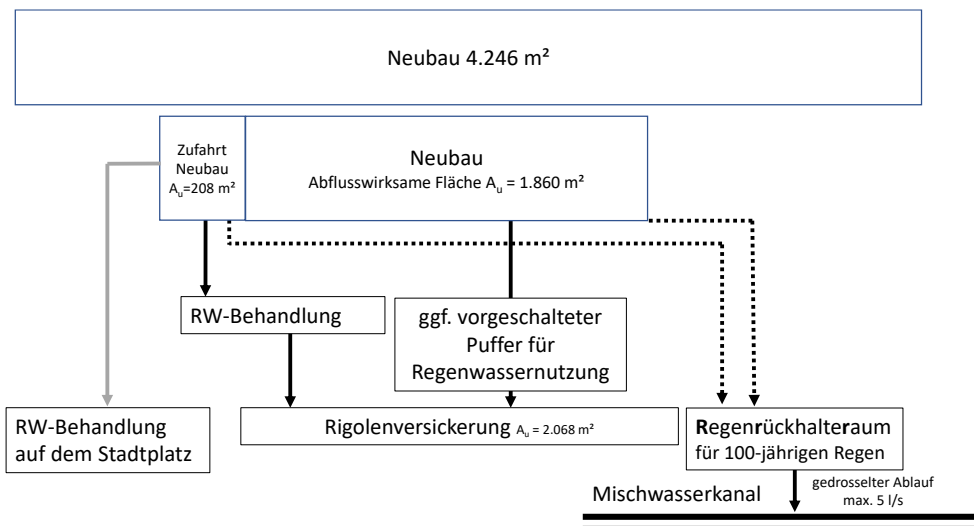 Neubau 4.246 m²
Zufahrt
Neubau
Aᵤ=208 m²
Neubau
Abflusswirksame Fläche Aᵤ = 1.860 m²
RW-Behandlung
ggf. vorgeschalteter
Puffer für
Regenwassernutzung
RW-Behandlung
auf dem Stadtplatz
Rigolenversickerung Aᵤ = 2.068 m²
Regenrückhalteraum
für 100-jährigen Regen
Mischwasserkanal
gedrosselter Ablauf
max. 5 l/s